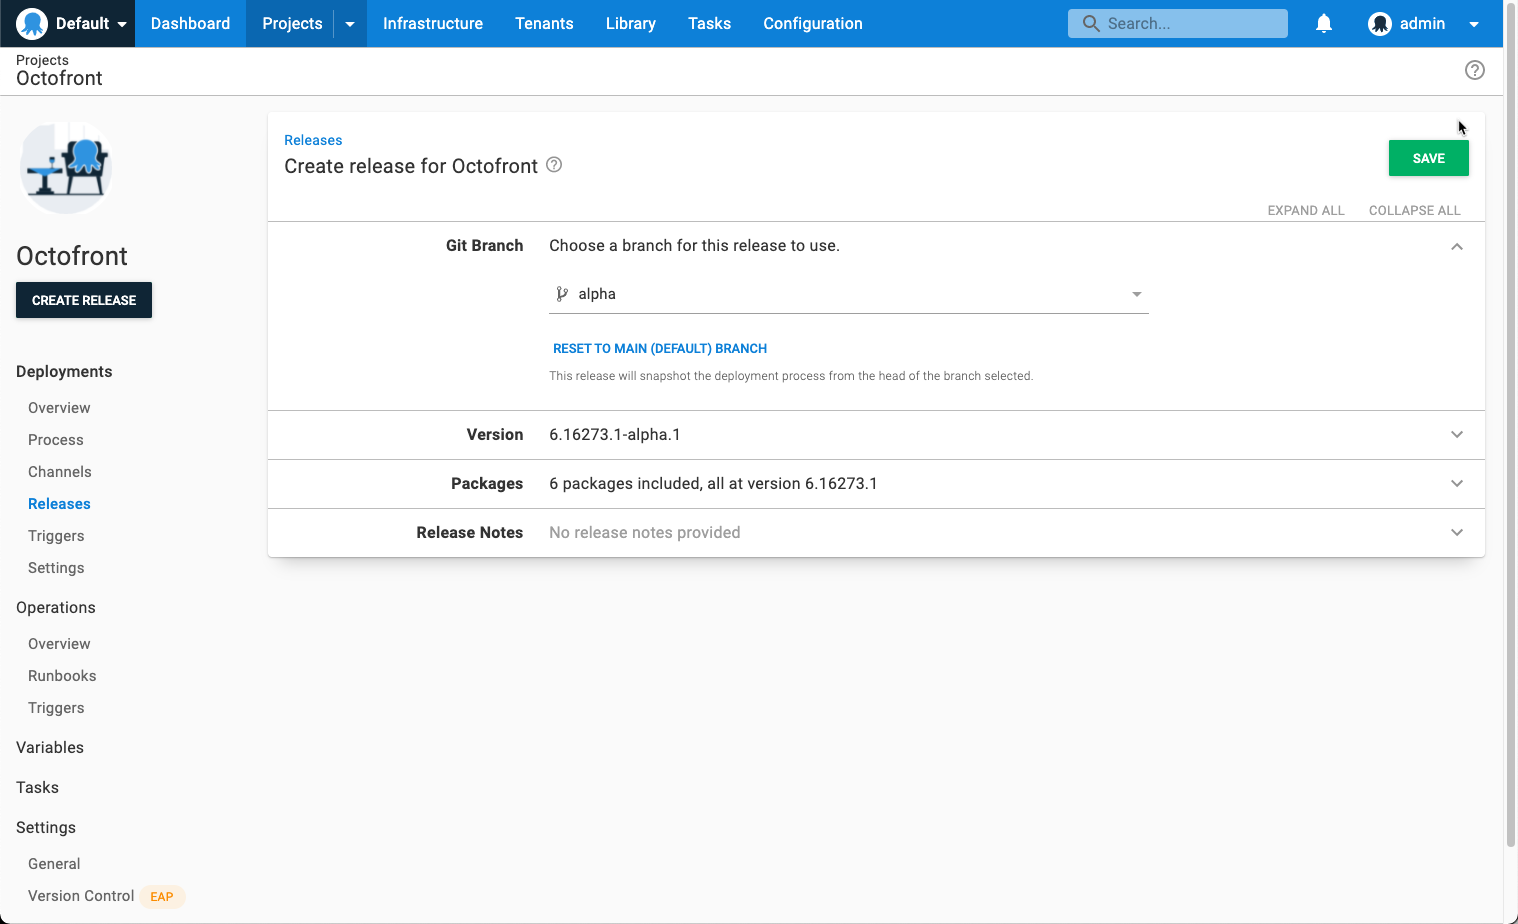 Default
Dashboard
Projects
Infrastructure
Tenants
Library
Tasks
Configuration
Search...
admin
Projects
Octofront
Octofront
CREATE RELEASE
Deployments
Overview
Process
Channels
Releases
Triggers
Settings
Operations
Overview
Runbooks
Triggers
Variables
Tasks
Settings
General
Version Control EAP
Releases
Create release for Octofront
SAVE
EXPAND ALL COLLAPSE ALL
Git Branch Choose a branch for this release to use.
alpha
RESET TO MAIN (DEFAULT) BRANCH
This release will snapshot the deployment process from the head of the branch selected.
Version 6.16273.1-alpha.1
Packages 6 packages included, all at version 6.16273.1
Release Notes No release notes provided